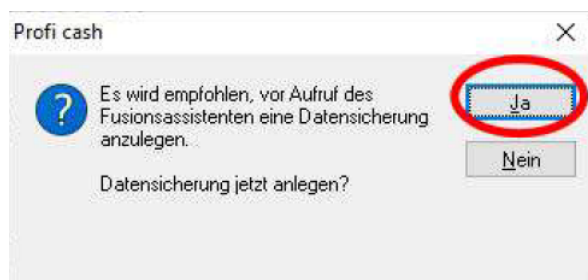 Profi cash
?
Es wird empfohlen, vor Aufruf des
Fusionsassistenten eine Datensicherung
anzulegen.
Datensicherung jetzt anlegen?
Ja
Nein